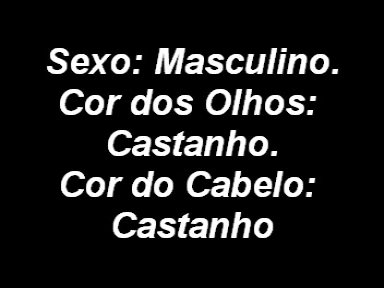 Sexo: Masculino.
Cor dos Olhos:
Castanho.
Cor do Cabelo:
Castanho